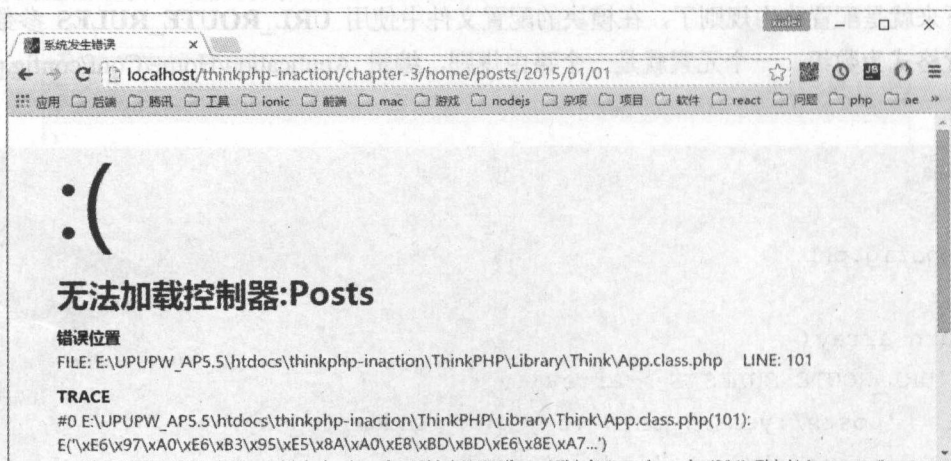 系统发生错误
localhost/thinkphp-inaction/chapter-3/home/posts/2015/01/01
应用 后端 腾讯 工具 ionic 前端 mac 游戏 nodejs 杂项 项目 软件 react 问题 php ae »
:(
无法加载控制器:Posts
错误位置
FILE: E:\UPUPW_AP5.5\htdocs\thinkphp-inaction\ThinkPHP\Library\Think\App.class.php LINE: 101
TRACE
#0 E:\UPUPW_AP5.5\htdocs\thinkphp-inaction\ThinkPHP\Library\Think\App.class.php(101):
E('\xE6\x97\xA0\xE6\xB3\x95\xE5\x8A\xA0\xE8\xBD\xBD\xE6\x8E\xA7...')